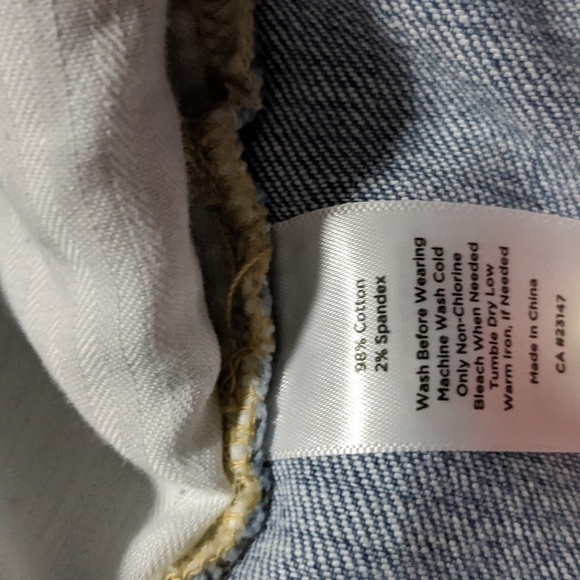 98% Cotton
2% Spandex
Wash Before Wearing
Machine Wash Cold
Only Non-Chlorine
Bleach When Needed
Tumble Dry Low
Warm Iron, if Needed
Made in China
CA #23147